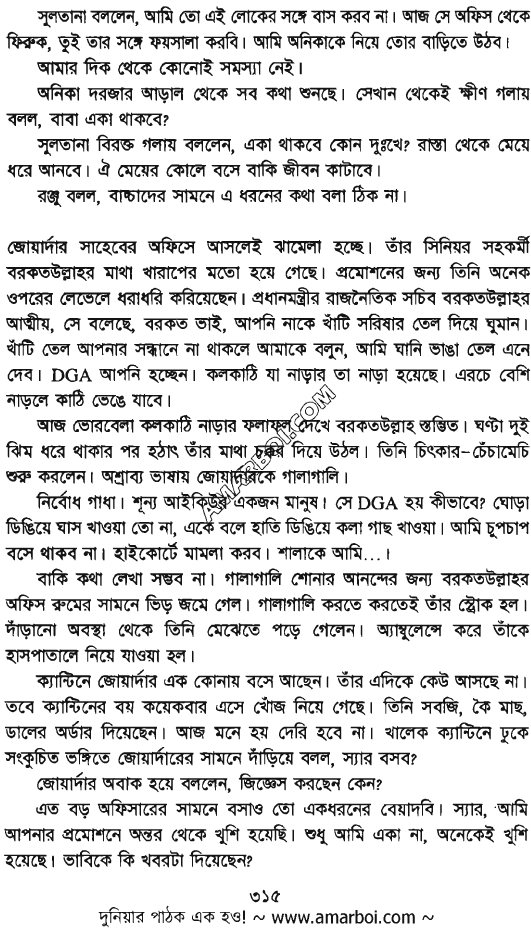 সুলতানা বললেন, আমি তো এই লোকের সঙ্গে বাস করব না। আজ সে অফিস থেকে
ফিরুক, তুই তার সঙ্গে ফয়সালা করবি। আমি অনিকাকে নিয়ে তোর বাড়িতে উঠব।
আমার দিক থেকে কোনোই সমস্যা নেই।
অনিকা দরজার আড়াল থেকে সব কথা শুনছে। সেখান থেকেই ক্ষীণ গলায়
বলল, বাবা একা থাকবে?
সুলতানা বিরক্ত গলায় বললেন, একা থাকবে কোন দুঃখে? রাস্তা থেকে মেয়ে
ধরে আনবে। ঐ মেয়ের কোলে বসে বাকি জীবন কাটাবে।
রঞ্জু বলল, বাচ্চাদের সামনে এ ধরনের কথা বলা ঠিক না।
জোয়ার্দার সাহেবের অফিসে আসলেই ঝামেলা হচ্ছে। তাঁর সিনিয়র সহকর্মী
বরকতউল্লাহর মাথা খারাপের মতো হয়ে গেছে। প্রমোশনের জন্য তিনি অনেক
ওপরের লেভেলে ধরাধরি করিয়েছেন। প্রধানমন্ত্রীর রাজনৈতিক সচিব বরকতউল্লাহর
আত্মীয়, সে বলেছে, বরকত ভাই, আপনি নাকে খাঁটি সরিষার তেল দিয়ে ঘুমান।
খাঁটি তেল আপনার সন্ধানে না থাকলে আমাকে বলুন, আমি ঘানি ভাঙা তেল এনে
দেব। DGA আপনি হচ্ছেন। কলকাঠি যা নাড়ার তা নাড়া হয়েছে। এরচে বেশি
নাড়লে কাঠি ভেঙে যাবে।
আজ ভোরবেলা কলকাঠি নাড়ার ফলাফল দেখে বরকতউল্লাহ স্তম্ভিত। ঘণ্টা দুই
ঝিম ধরে থাকার পর হঠাৎ তাঁর মাথা চক্কর দিয়ে উঠল। তিনি চিৎকার-চেঁচামেচি
শুরু করলেন। অশ্রাব্য ভাষায় জোয়ার্দারকে গালাগালি।
নির্বোধ গাধা। শূন্য আইকিউর একজন মানুষ। সে DGA হয় কীভাবে? ঘোড়া
ডিঙিয়ে ঘাস খাওয়া তো না, একে বলে হাতি ডিঙিয়ে কলা গাছ খাওয়া। আমি চুপচাপ
বসে থাকব না। হাইকোর্টে মামলা করব। শালাকে আমি...।
বাকি কথা লেখা সম্ভব না। গালাগালি শোনার আনন্দের জন্য বরকতউল্লাহর
অফিস রুমের সামনে ভিড় জমে গেল। গালাগালি করতে করতেই তাঁর স্ট্রোক হল।
দাঁড়ানো অবস্থা থেকে তিনি মেঝেতে পড়ে গেলেন। অ্যাম্বুলেন্সে করে তাঁকে
হাসপাতালে নিয়ে যাওয়া হল।
ক্যান্টিনে জোয়ার্দার এক কোনায় বসে আছেন। তাঁর এদিকে কেউ আসছে না।
তবে ক্যান্টিনের বয় কয়েকবার এসে খোঁজ নিয়ে গেছে। তিনি সবজি, কৈ মাছ,
ডালের অর্ডার দিয়েছেন। আজ মনে হয় দেরি হবে না। খালেক ক্যান্টিনে ঢুকে
সংকুচিত ভঙ্গিতে জোয়ার্দারের সামনে দাঁড়িয়ে বলল, স্যার বসব?
জোয়ার্দার অবাক হয়ে বললেন, জিজ্ঞেস করছেন কেন?
এত বড় অফিসারের সামনে বসাও তো একধরনের বেয়াদবি। স্যার, আমি
আপনার প্রমোশনে অন্তর থেকে খুশি হয়েছি। শুধু আমি একা না, অনেকেই খুশি
হয়েছে। ভাবিকে কি খবরটা দিয়েছেন?
৩১৫
দুনিয়ার পাঠক এক হও! ~ www.amarboi.com ~
AMARBOI.COM